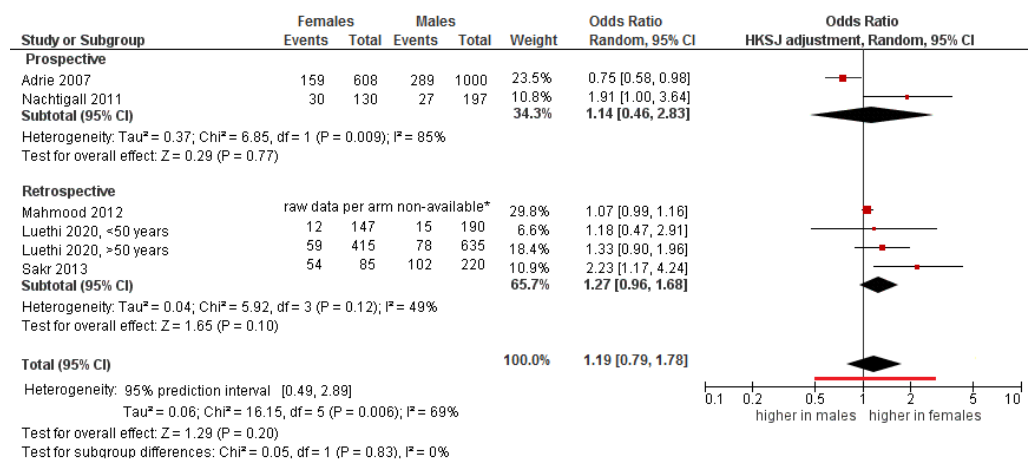 Females Males Odds Ratio Odds Ratio
Study or Subgroup Events Total Events Total Weight Random, 95% CI HKSJ adjustment, Random, 95% CI
Prospective
Adrie 2007 159 608 289 1000 23.5% 0.75 [0.58, 0.98]
Nachtigall 2011 30 130 27 197 10.8% 1.91 [1.00, 3.64]
Subtotal (95% CI) 34.3% 1.14 [0.46, 2.83]
Heterogeneity: Tau² = 0.37; Chi² = 6.85, df = 1 (P = 0.009); I² = 85%
Test for overall effect: Z = 0.29 (P = 0.77)
Retrospective
Mahmood 2012 raw data per arm non-available* 29.8% 1.07 [0.99, 1.16]
Luethi 2020, <50 years 12 147 15 190 6.6% 1.18 [0.47, 2.91]
Luethi 2020, >50 years 59 415 78 635 18.4% 1.33 [0.90, 1.96]
Sakr 2013 54 85 102 220 10.9% 2.23 [1.17, 4.24]
Subtotal (95% CI) 65.7% 1.27 [0.96, 1.68]
Heterogeneity: Tau² = 0.04; Chi² = 5.92, df = 3 (P = 0.12); I² = 49%
Test for overall effect: Z = 1.65 (P = 0.10)
Total (95% CI) 100.0% 1.19 [0.79, 1.78]
Heterogeneity: 95% prediction interval [0.49, 2.89]
Tau² = 0.06; Chi² = 16.15, df = 5 (P = 0.006); I² = 69%
Test for overall effect: Z = 1.29 (P = 0.20)
Test for subgroup differences: Chi² = 0.05, df = 1 (P = 0.83), I² = 0%
0.1 0.2 0.5 1 2 5 10
higher in males higher in females